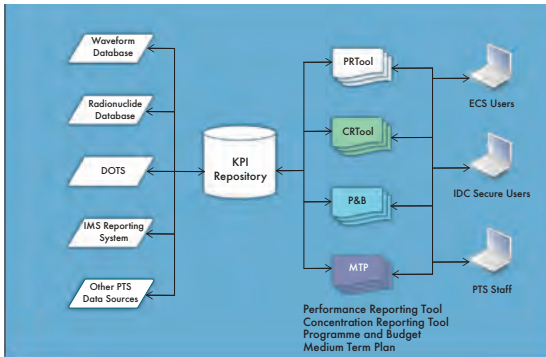 Waveform
Database
Radionuclide
Database
DOTS
IMS Reporting
System
Other PTS
Data Sources
KPI
Repository
PRTool
CRTool
P&B
MTP
Performance Reporting Tool
Concentration Reporting Tool
Programme and Budget
Medium Term Plan
ECS Users
IDC Secure Users
PTS Staff